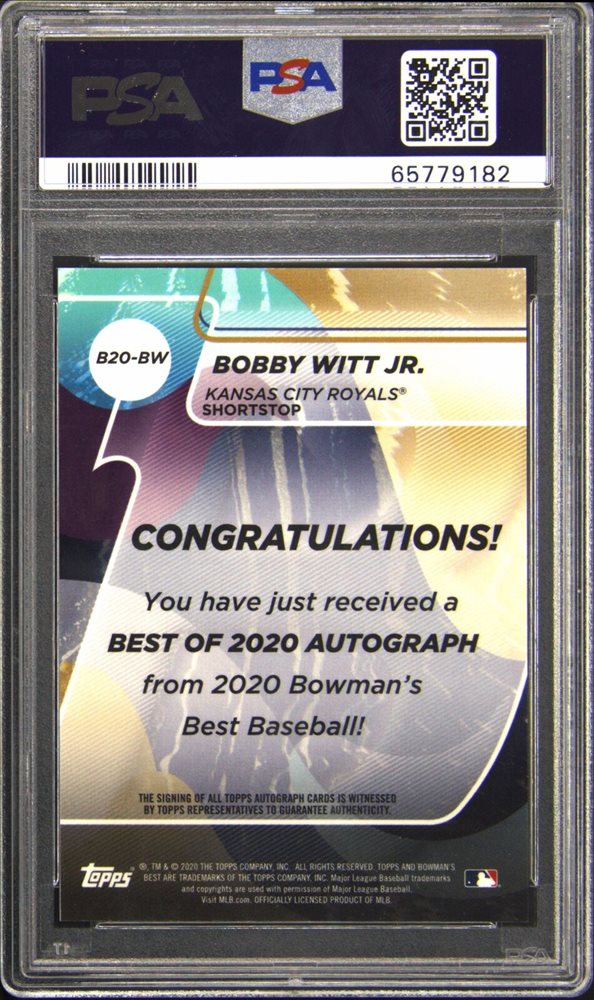 PSA
PSA
65779182
B20-BW
BOBBY WITT JR.
KANSAS CITY ROYALS®
SHORTSTOP
CONGRATULATIONS!
You have just received a
BEST OF 2020 AUTOGRAPH
from 2020 Bowman's
Best Baseball!
THE SIGNING OF ALL TOPPS AUTOGRAPH CARDS IS WITNESSED
BY TOPPS REPRESENTATIVES TO GUARANTEE AUTHENTICITY.
topps
®, TM & © 2020 THE TOPPS COMPANY, INC. ALL RIGHTS RESERVED. TOPPS AND BOWMAN'S
BEST ARE TRADEMARKS OF THE TOPPS COMPANY, INC. Major League Baseball trademarks
and copyrights are used with permission of Major League Baseball.
Visit MLB.com. OFFICIALLY LICENSED PRODUCT OF MLB.
PSA